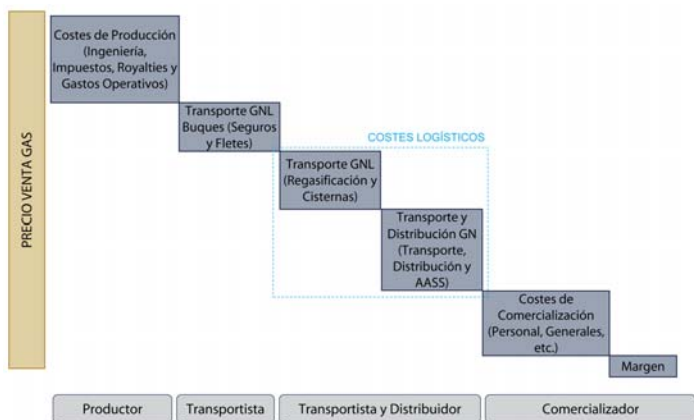 PRECIO VENTA GAS
Costes de Producción
(Ingeniería,
Impuestos, Royalties y
Gastos Operativos)
Transporte GNL
Buques (Seguros
y Fletes)
COSTES LOGÍSTICOS
Transporte GNL
(Regasificación y
Cisternas)
Transporte y
Distribución GN
(Transporte,
Distribución y
AASS)
Costes de
Comercialización
(Personal, Generales,
etc.)
Margen
Productor
Transportista
Transportista y Distribuidor
Comercializador